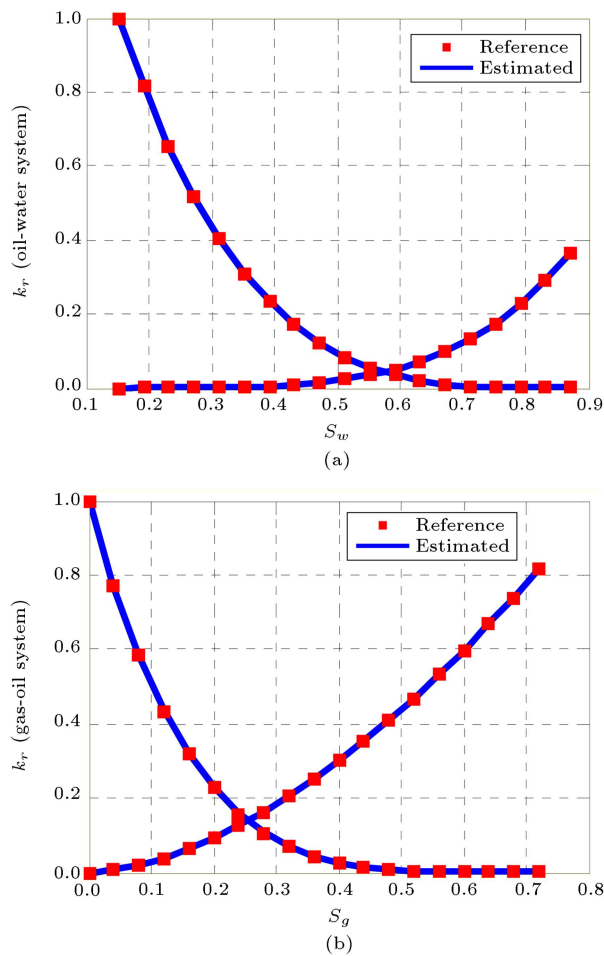 1.0
0.8
0.6
0.4
0.2
0.0
k_r (oil-water system)
Reference
Estimated
0.1 0.2 0.3 0.4 0.5 0.6 0.7 0.8 0.9
S_w
(a)
1.0
0.8
0.6
0.4
0.2
0.0
k_r (gas-oil system)
Reference
Estimated
0.0 0.1 0.2 0.3 0.4 0.5 0.6 0.7 0.8
S_g
(b)